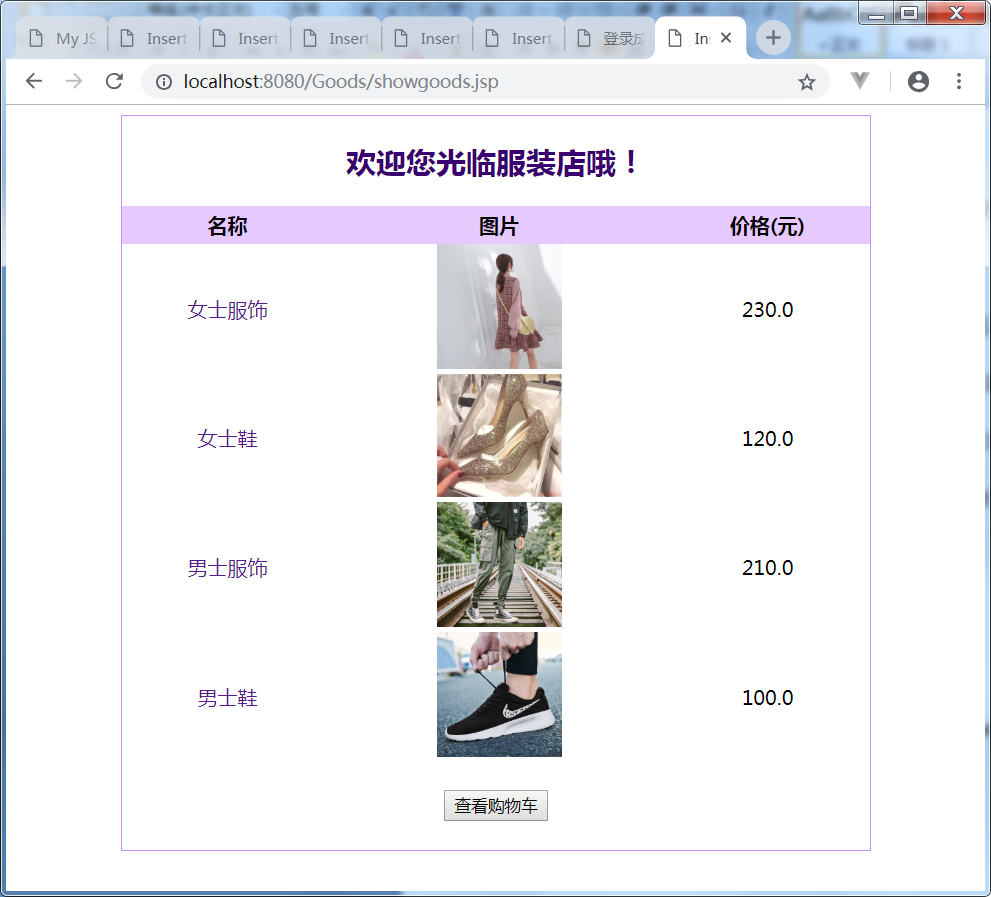 My JS
Insert
Insert
Insert
Insert
Insert
登录成
In
localhost:8080/Goods/showgoods.jsp
欢迎您光临服装店哦！
名称 图片 价格(元)
女士服饰 230.0
女士鞋 120.0
男士服饰 210.0
男士鞋 100.0
查看购物车